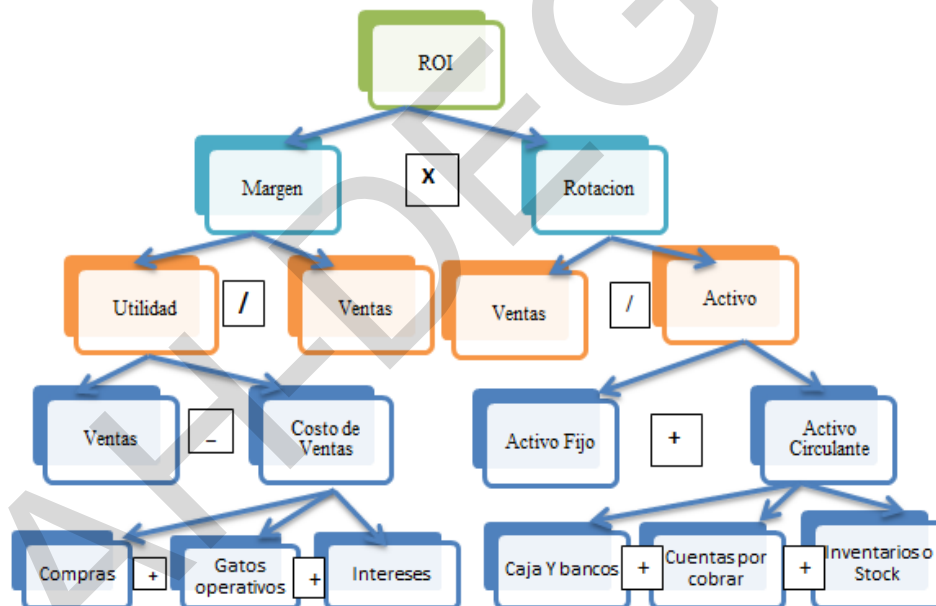 ROI
Margen
X
Rotacion
Utilidad
/
Ventas
Ventas
/
Activo
Ventas
-
Costo de
Ventas
Activo Fijo
+
Activo
Circulante
Compras
+
Gatos
operativos
+
Intereses
Caja Y bancos
+
Cuentas por
cobrar
+
Inventarios o
Stock